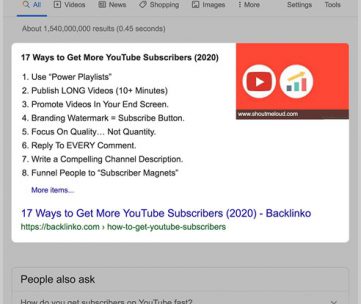 All Videos News Shopping Images More Settings Tools
About 1,540,000,000 results (0.45 seconds)
17 Ways to Get More YouTube Subscribers (2020)
1. Use “Power Playlists”
2. Publish LONG Videos (10+ Minutes)
3. Promote Videos In Your End Screen.
4. Branding Watermark = Subscribe Button.
5. Focus On Quality… Not Quantity.
6. Reply To EVERY Comment.
7. Write a Compelling Channel Description.
8. Funnel People to “Subscriber Magnets”
More items...
www.shoutmeloud.com
17 Ways to Get More YouTube Subscribers (2020) - Backlinko
https://backlinko.com › how-to-get-youtube-subscribers
People also ask
How do you get subscribers on YouTube fast?